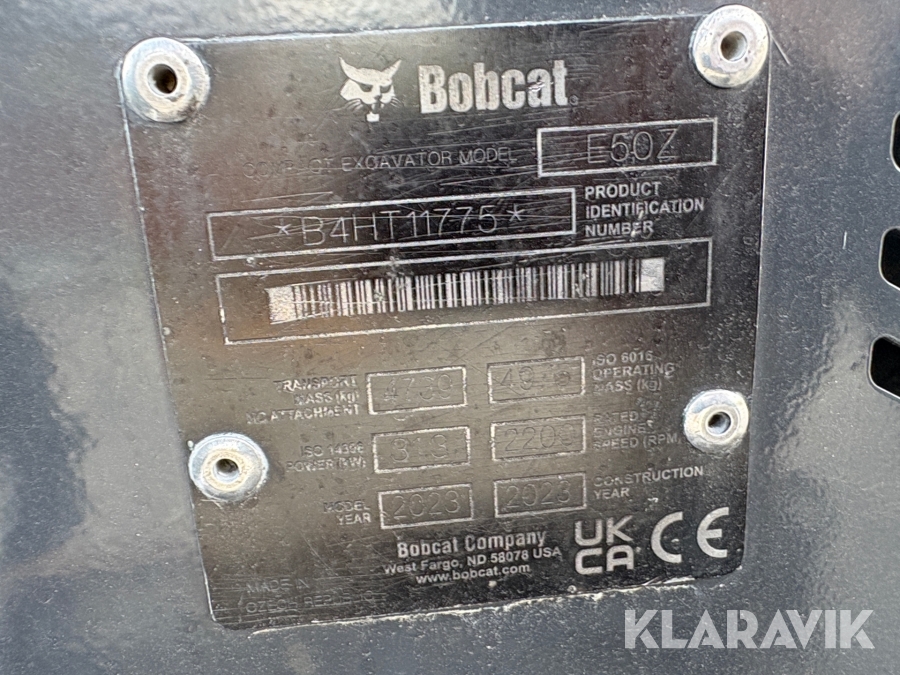 Bobcat
COMPACT EXCAVATOR MODEL E50Z
*B4HT11775* PRODUCT IDENTIFICATION NUMBER
TRANSPORT MASS (kg) NO ATTACHMENT 4730
ISO 6016 OPERATING MASS (kg)
ISO 14396 POWER (kW)
RATED ENGINE SPEED (RPM)
MODEL YEAR 2023 2023 CONSTRUCTION YEAR
Bobcat Company
West Fargo, ND 58078 USA
www.bobcat.com
UK CA CE
MADE IN
CZECH REPUBLIC
KLARAVIK